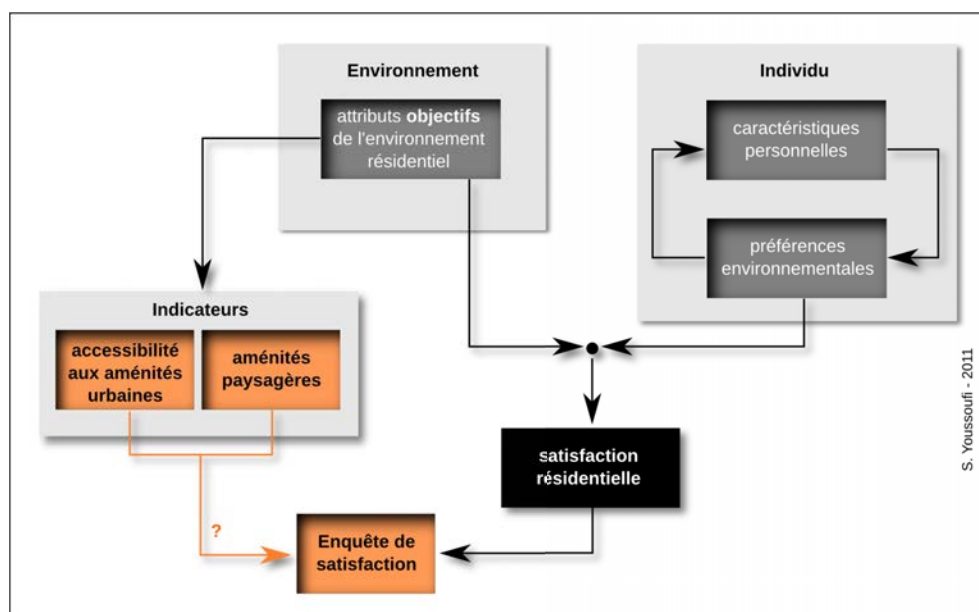 Environnement
attributs objectifs
de l'environnement
résidentiel
Individu
caractéristiques
personnelles
préférences
environnementales
Indicateurs
accessibilité
aux aménités
urbaines
aménités
paysagères
satisfaction
résidentielle
?
Enquête de
satisfaction
S. Youssoufi - 2011